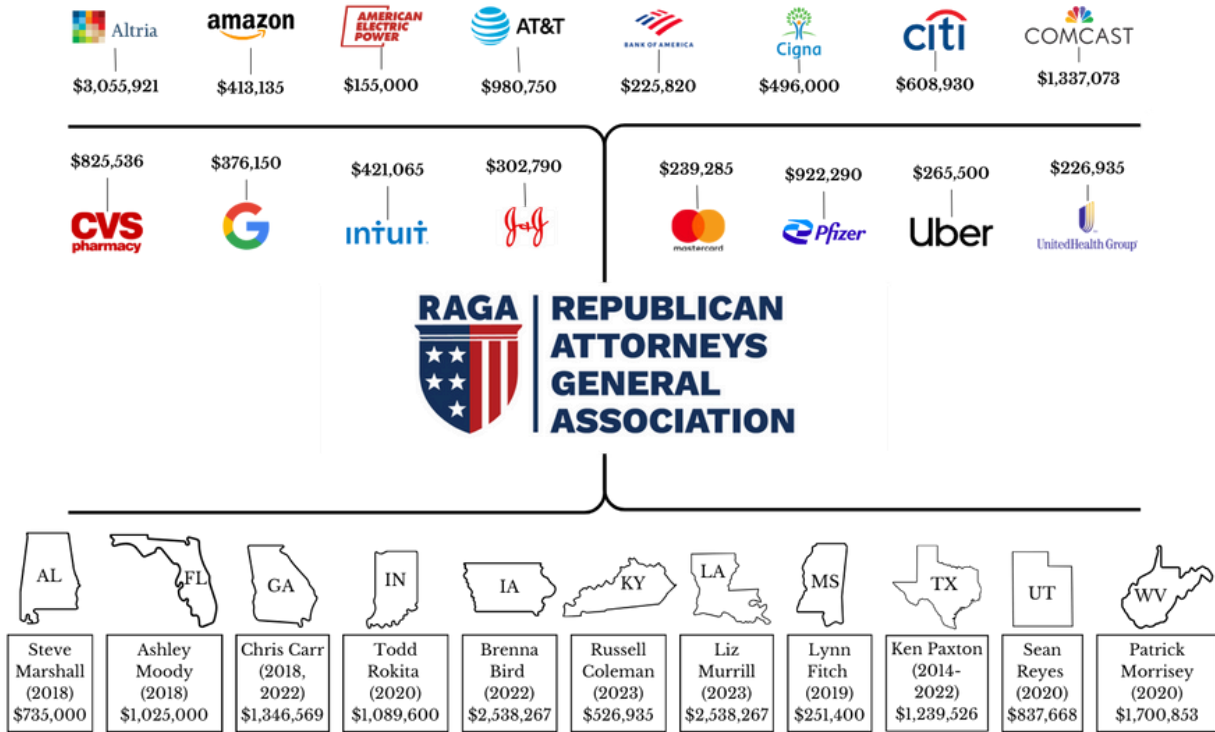 Altria
amazon
AMERICAN
ELECTRIC
POWER
AT&T
BANK OF AMERICA
Cigna
citi
COMCAST
$3,055,921
$413,135
$155,000
$980,750
$225,820
$496,000
$608,930
$1,337,073
$825,536
$376,150
$421,065
$302,790
$239,285
$922,290
$265,500
$226,935
CVS
pharmacy
G
intuit
J&J
mastercard
Pfizer
Uber
UnitedHealth Group
RAGA
REPUBLICAN
ATTORNEYS
GENERAL
ASSOCIATION
AL
FL
GA
IN
IA
KY
LA
MS
TX
UT
WV
Steve
Marshall
(2018)
$735,000
Ashley
Moody
(2018)
$1,025,000
Chris Carr
(2018,
2022)
$1,346,569
Todd
Rokita
(2020)
$1,089,600
Brenna
Bird
(2022)
$2,538,267
Russell
Coleman
(2023)
$526,935
Liz
Murrill
(2023)
$2,538,267
Lynn
Fitch
(2019)
$251,400
Ken Paxton
(2014-
2022)
$1,239,526
Sean
Reyes
(2020)
$837,668
Patrick
Morrisey
(2020)
$1,700,853